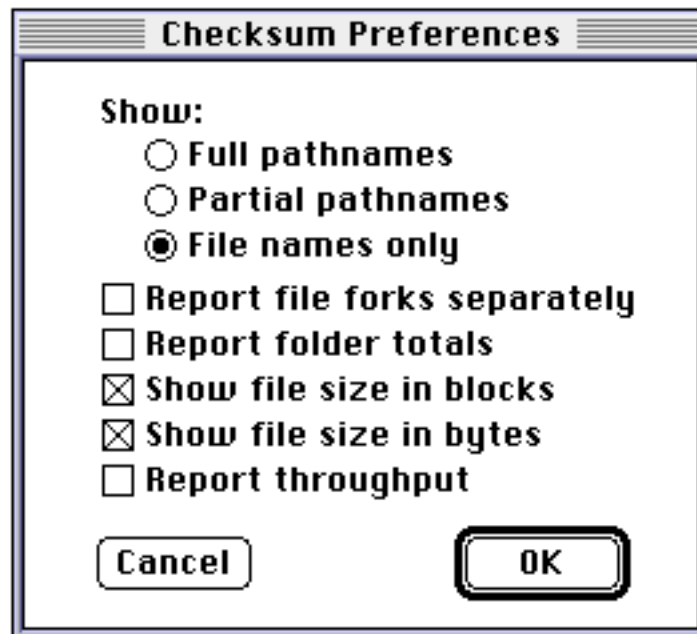 Checksum Preferences
Show:
Full pathnames
Partial pathnames
File names only
Report file forks separately
Report folder totals
Show file size in blocks
Show file size in bytes
Report throughput
Cancel OK